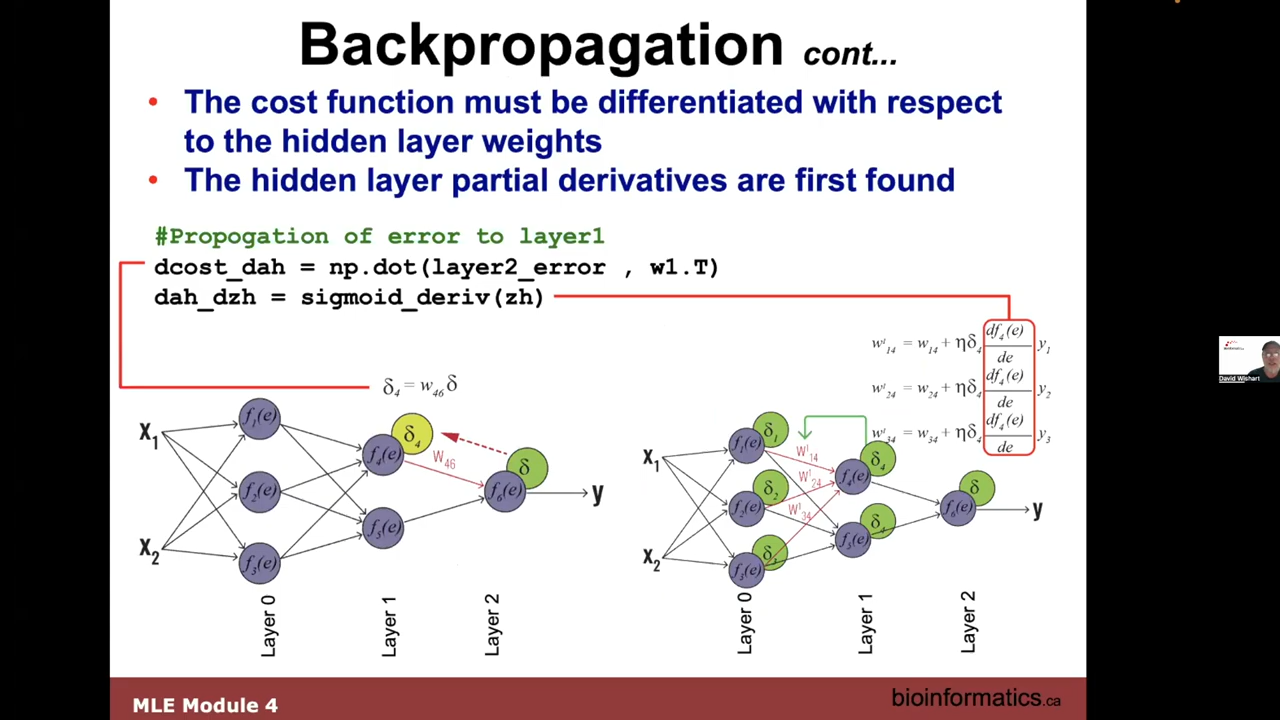 Backpropagation cont...
• The cost function must be differentiated with respect
to the hidden layer weights
• The hidden layer partial derivatives are first found
#Propogation of error to layer1
dcost_dah = np.dot(layer2_error , w1.T)
dah_dzh = sigmoid_deriv(zh)
w'₁₄ = w₁₄ + ηδ₄ df₄(e)/de y₁
w'₂₄ = w₂₄ + ηδ₄ df₄(e)/de y₂
w'₃₄ = w₃₄ + ηδ₄ df₄(e)/de y₃
δ₄ = w₄₆ δ
X₁
X₂
f₁(e)
f₂(e)
f₃(e)
f₄(e)
δ₄
f₅(e)
W₄₆
δ
f₆(e)
y
Layer 0
Layer 1
Layer 2
X₁
X₂
f₁(e)
δ₁
f₂(e)
δ₂
f₃(e)
W'₁₄
W'₂₄
W'₃₄
f₄(e)
δ₄
f₅(e)
δ₄
f₆(e)
δ
y
Layer 0
Layer 1
Layer 2
MLE Module 4
bioinformatics.ca
David Wishart